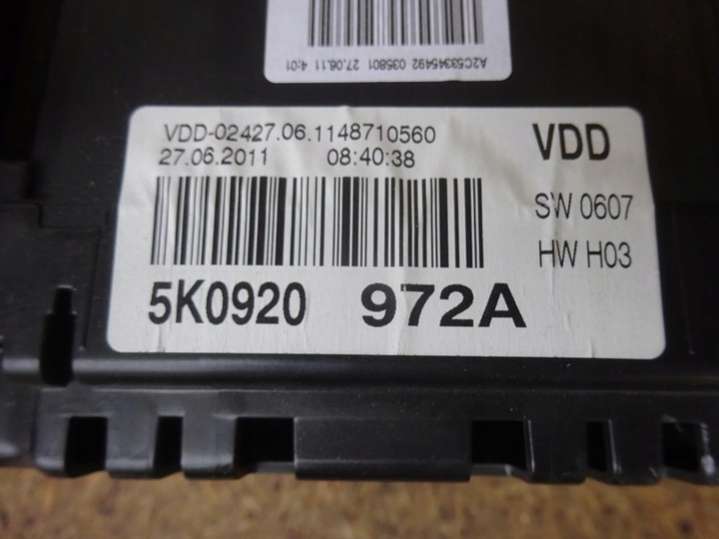 A2C53345492 035801 27.06.11 4:01
VDD-02427.06.1148710560
27.06.2011 08:40:38
VDD
SW 0607
HW H03
5K0920 972A